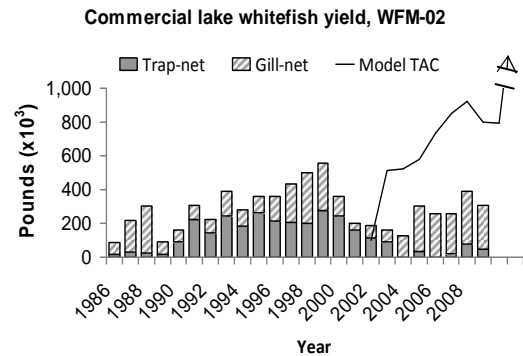 Commercial lake whitefish yield, WFM-02
Trap-net Gill-net Model TAC
Pounds (x10³)
1,000
800
600
400
200
0
1986 1988 1990 1992 1994 1996 1998 2000 2002 2004 2006 2008
Year